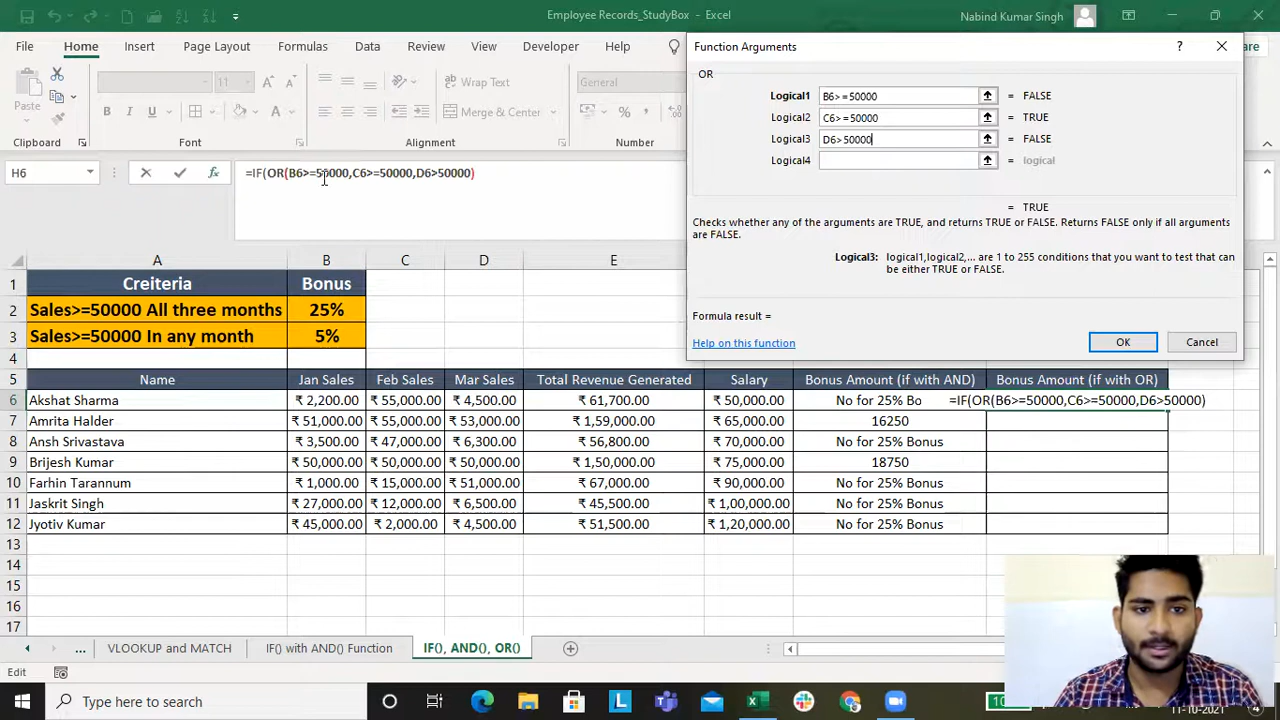 Employee Records_StudyBox - Excel
Nabind Kumar Singh
File Home Insert Page Layout Formulas Data Review View Developer Help
Function Arguments
?
OR
Logical1 B6>=50000 = FALSE
Logical2 C6>=50000 = TRUE
Logical3 D6>50000 = FALSE
Logical4 = logical
= TRUE
Checks whether any of the arguments are TRUE, and returns TRUE or FALSE. Returns FALSE only if all arguments
are FALSE.
Logical3: logical1,logical2,... are 1 to 255 conditions that you want to test that can
be either TRUE or FALSE.
Formula result =
Help on this function
OK Cancel
Paste
11
Wrap Text
Merge & Center
General
Clipboard Font Alignment Number
H6
fx
=IF(OR(B6>=50000,C6>=50000,D6>50000)
A B C D E
1 Creiteria Bonus
2 Sales>=50000 All three months 25%
3 Sales>=50000 In any month 5%
4
5 Name Jan Sales Feb Sales Mar Sales Total Revenue Generated Salary Bonus Amount (if with AND) Bonus Amount (if with OR)
6 Akshat Sharma ₹ 2,200.00 ₹ 55,000.00 ₹ 4,500.00 ₹ 61,700.00 ₹ 50,000.00 No for 25% Bo =IF(OR(B6>=50000,C6>=50000,D6>50000)
7 Amrita Halder ₹ 51,000.00 ₹ 55,000.00 ₹ 53,000.00 ₹ 1,59,000.00 ₹ 65,000.00 16250
8 Ansh Srivastava ₹ 3,500.00 ₹ 47,000.00 ₹ 6,300.00 ₹ 56,800.00 ₹ 70,000.00 No for 25% Bonus
9 Brijesh Kumar ₹ 50,000.00 ₹ 50,000.00 ₹ 50,000.00 ₹ 1,50,000.00 ₹ 75,000.00 18750
10 Farhin Tarannum ₹ 1,000.00 ₹ 15,000.00 ₹ 51,000.00 ₹ 67,000.00 ₹ 90,000.00 No for 25% Bonus
11 Jaskrit Singh ₹ 27,000.00 ₹ 12,000.00 ₹ 6,500.00 ₹ 45,500.00 ₹ 1,00,000.00 No for 25% Bonus
12 Jyotiv Kumar ₹ 45,000.00 ₹ 2,000.00 ₹ 4,500.00 ₹ 51,500.00 ₹ 1,20,000.00 No for 25% Bonus
13
14
15
16
17
... VLOOKUP and MATCH IF() with AND() Function IF(), AND(), OR()
Edit
Type here to search
11-10-2021